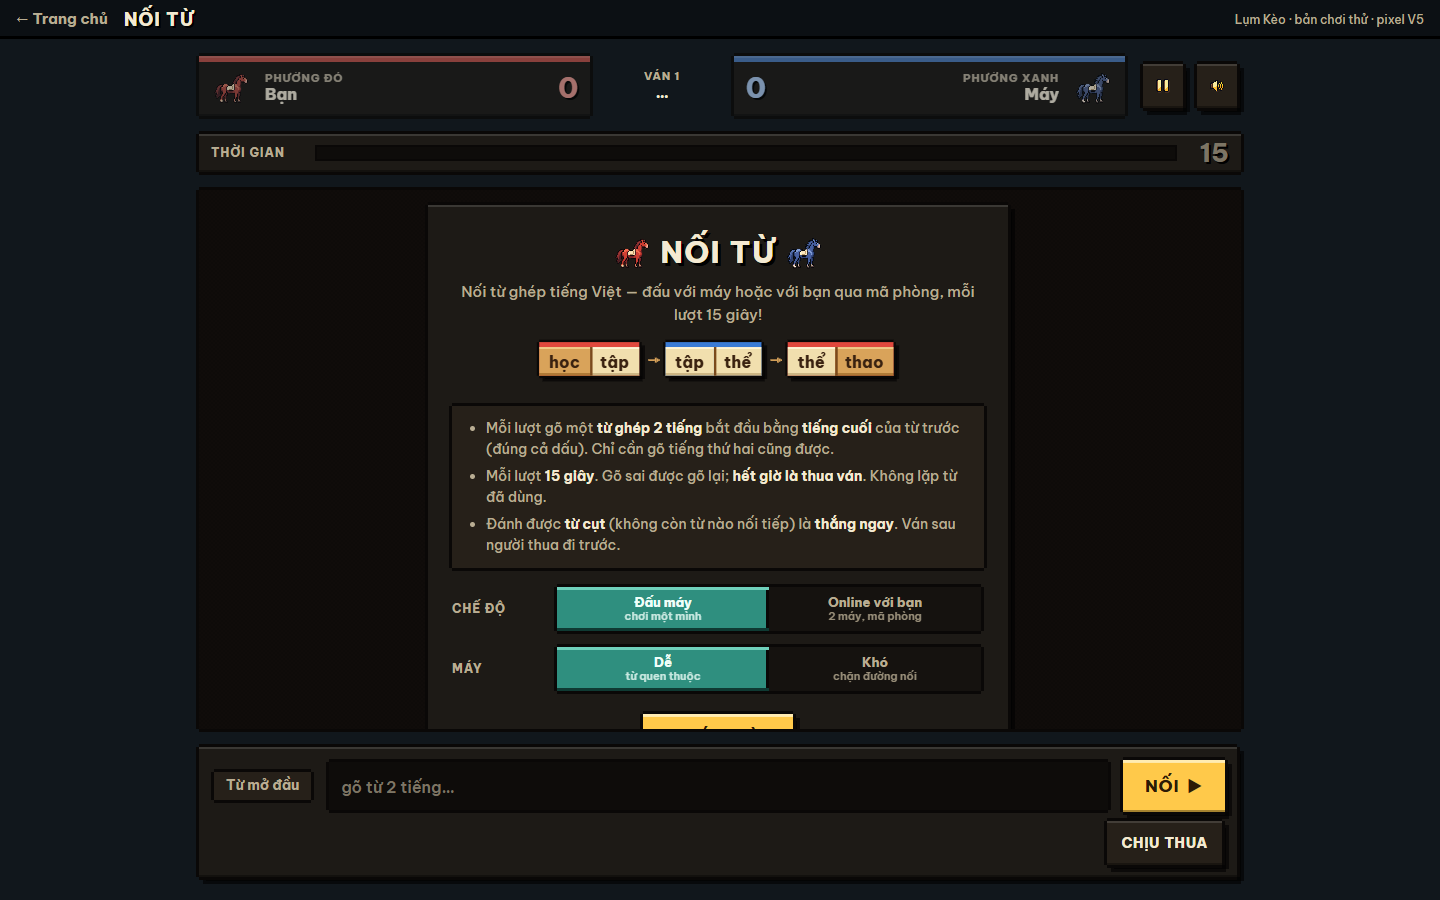 ← Trang chủ NỐI TỪ
Lụm Kèo · bản chơi thử · pixel V5
PHƯƠNG ĐỎ
Bạn
0
VÁN 1
...
0
PHƯƠNG XANH
Máy
THỜI GIAN
15
NỐI TỪ
Nối từ ghép tiếng Việt — đấu với máy hoặc với bạn qua mã phòng, mỗi
lượt 15 giây!
học tập → tập thể → thể thao
• Mỗi lượt gõ một từ ghép 2 tiếng bắt đầu bằng tiếng cuối của từ trước
(đúng cả dấu). Chỉ cần gõ tiếng thứ hai cũng được.
• Mỗi lượt 15 giây. Gõ sai được gõ lại; hết giờ là thua ván. Không lặp từ
đã dùng.
• Đánh được từ cụt (không còn từ nào nối tiếp) là thắng ngay. Ván sau
người thua đi trước.
CHẾ ĐỘ
Đấu máy
chơi một mình
Online với bạn
2 máy, mã phòng
MÁY
Dễ
từ quen thuộc
Khó
chặn đường nối
Từ mở đầu
gõ từ 2 tiếng...
NỐI ▶
CHỊU THUA